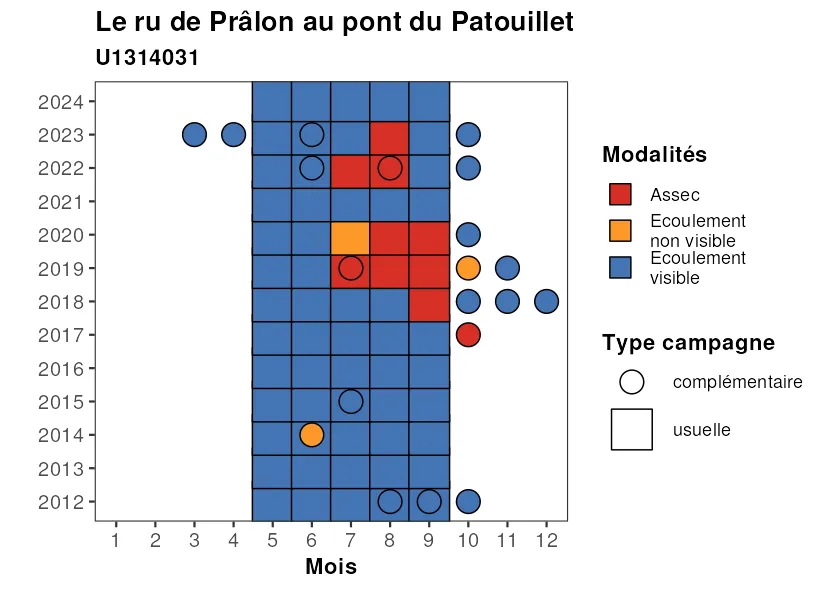 Le ru de Prâlon au pont du Patouillet
U1314031
2024
2023
2022
2021
2020
2019
2018
2017
2016
2015
2014
2013
2012
1 2 3 4 5 6 7 8 9 10 11 12
Mois
Modalités
Assec
Ecoulement
non visible
Ecoulement
visible
Type campagne
complémentaire
usuelle